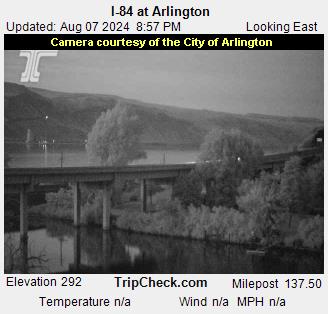 I-84 at Arlington
Updated: Aug 07 2024 8:57 PM Looking East
Camera courtesy of the City of Arlington
Elevation 292 TripCheck.com Milepost 137.50
Temperature n/a Wind n/a MPH n/a